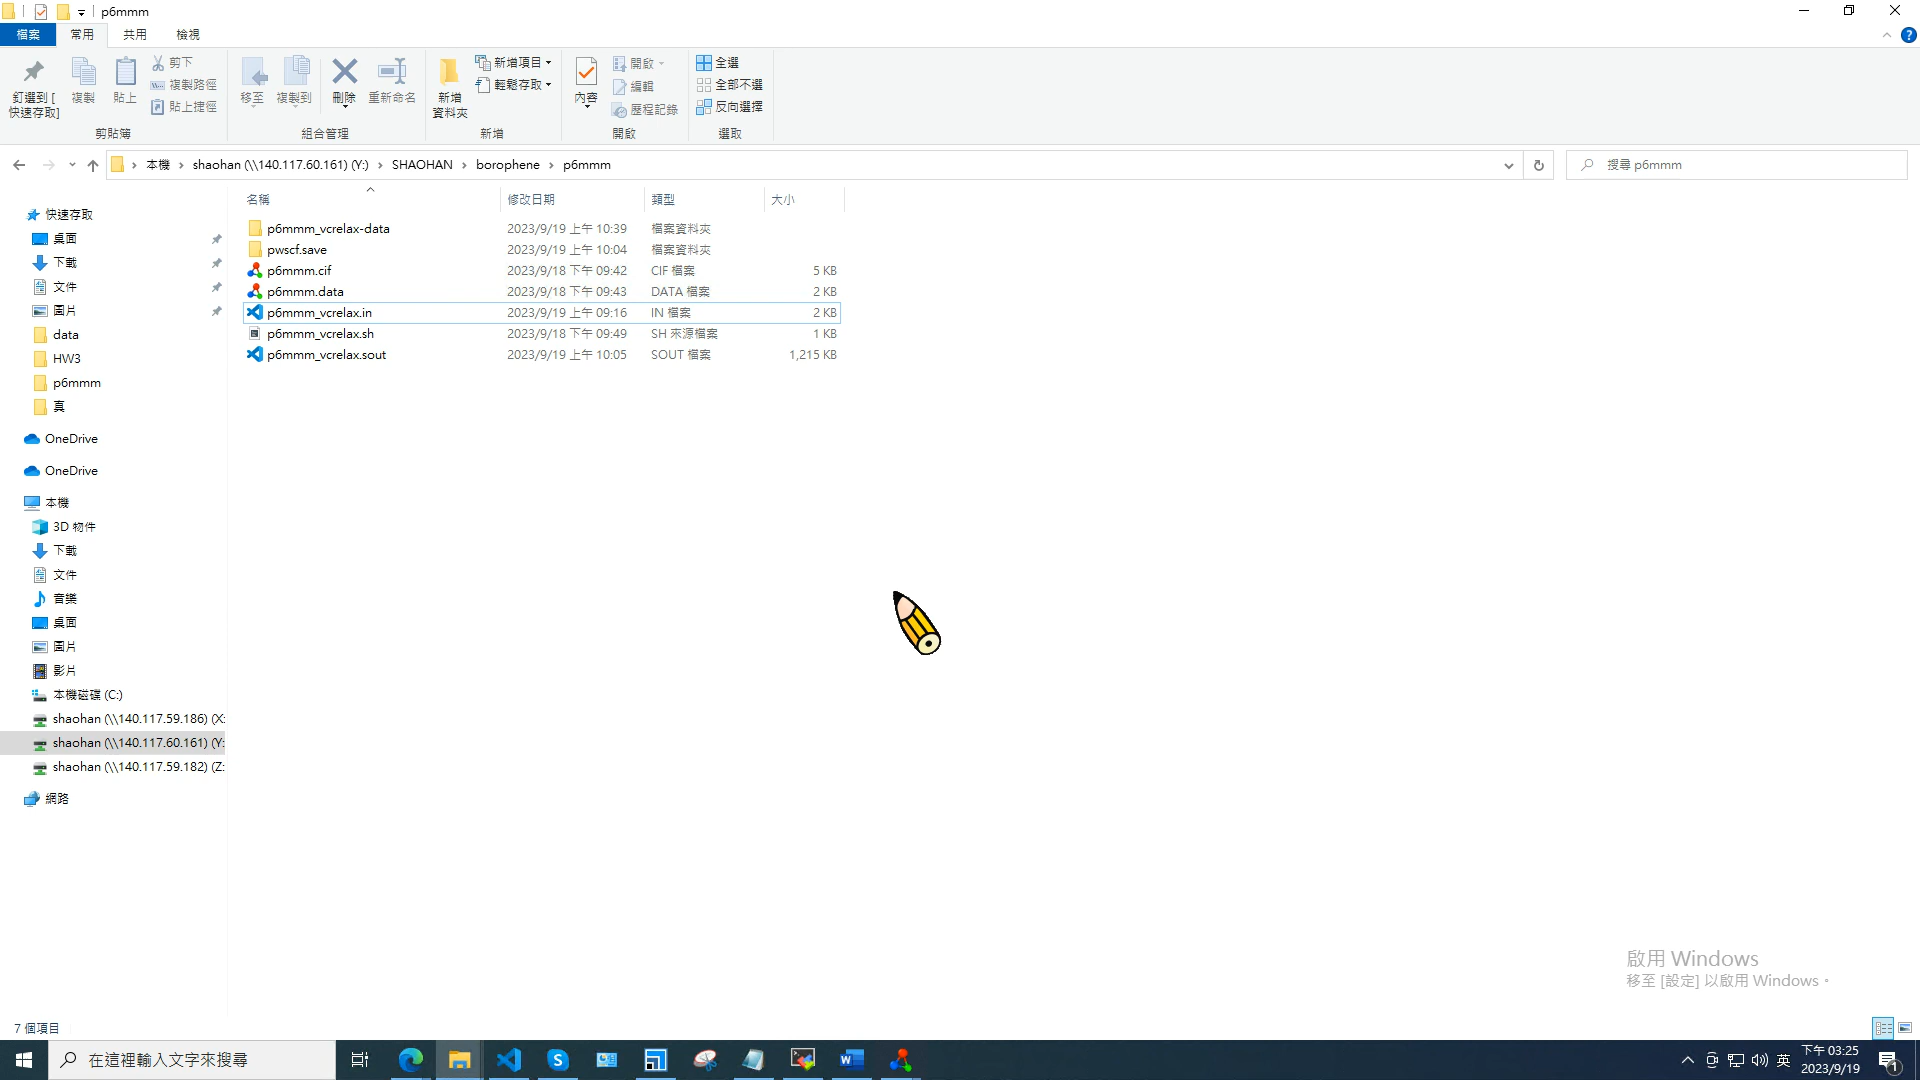 p6mmm
檔案
常用
共用
檢視
釘選到 [
快速存取]
複製
貼上
剪下
複製路徑
貼上捷徑
剪貼簿
移至
複製到
刪除
重新命名
組合管理
新增
資料夾
新增項目
輕鬆存取
新增
內容
開啟
編輯
歷程記錄
開啟
全選
全部不選
反向選擇
選取
本機 > shaohan (\\140.117.60.161) (Y:) > SHAOHAN > borophene > p6mmm
搜尋 p6mmm
名稱 修改日期 類型 大小
p6mmm_vcrelax-data 2023/9/19 上午 10:39 檔案資料夾
pwscf.save 2023/9/19 上午 10:04 檔案資料夾
p6mmm.cif 2023/9/18 下午 09:42 CIF 檔案 5 KB
p6mmm.data 2023/9/18 下午 09:43 DATA 檔案 2 KB
p6mmm_vcrelax.in 2023/9/19 上午 09:16 IN 檔案 2 KB
p6mmm_vcrelax.sh 2023/9/18 下午 09:49 SH 來源檔案 1 KB
p6mmm_vcrelax.sout 2023/9/19 上午 10:05 SOUT 檔案 1,215 KB
快速存取
桌面
下載
文件
圖片
data
HW3
p6mmm
真
OneDrive
OneDrive
本機
3D 物件
下載
文件
音樂
桌面
圖片
影片
本機磁碟 (C:)
shaohan (\\140.117.59.186) (X:
shaohan (\\140.117.60.161) (Y:
shaohan (\\140.117.59.182) (Z:
網路
啟用 Windows
移至 [設定] 以啟用 Windows。
7 個項目
在這裡輸入文字來搜尋
英
下午 03:25
2023/9/19
1